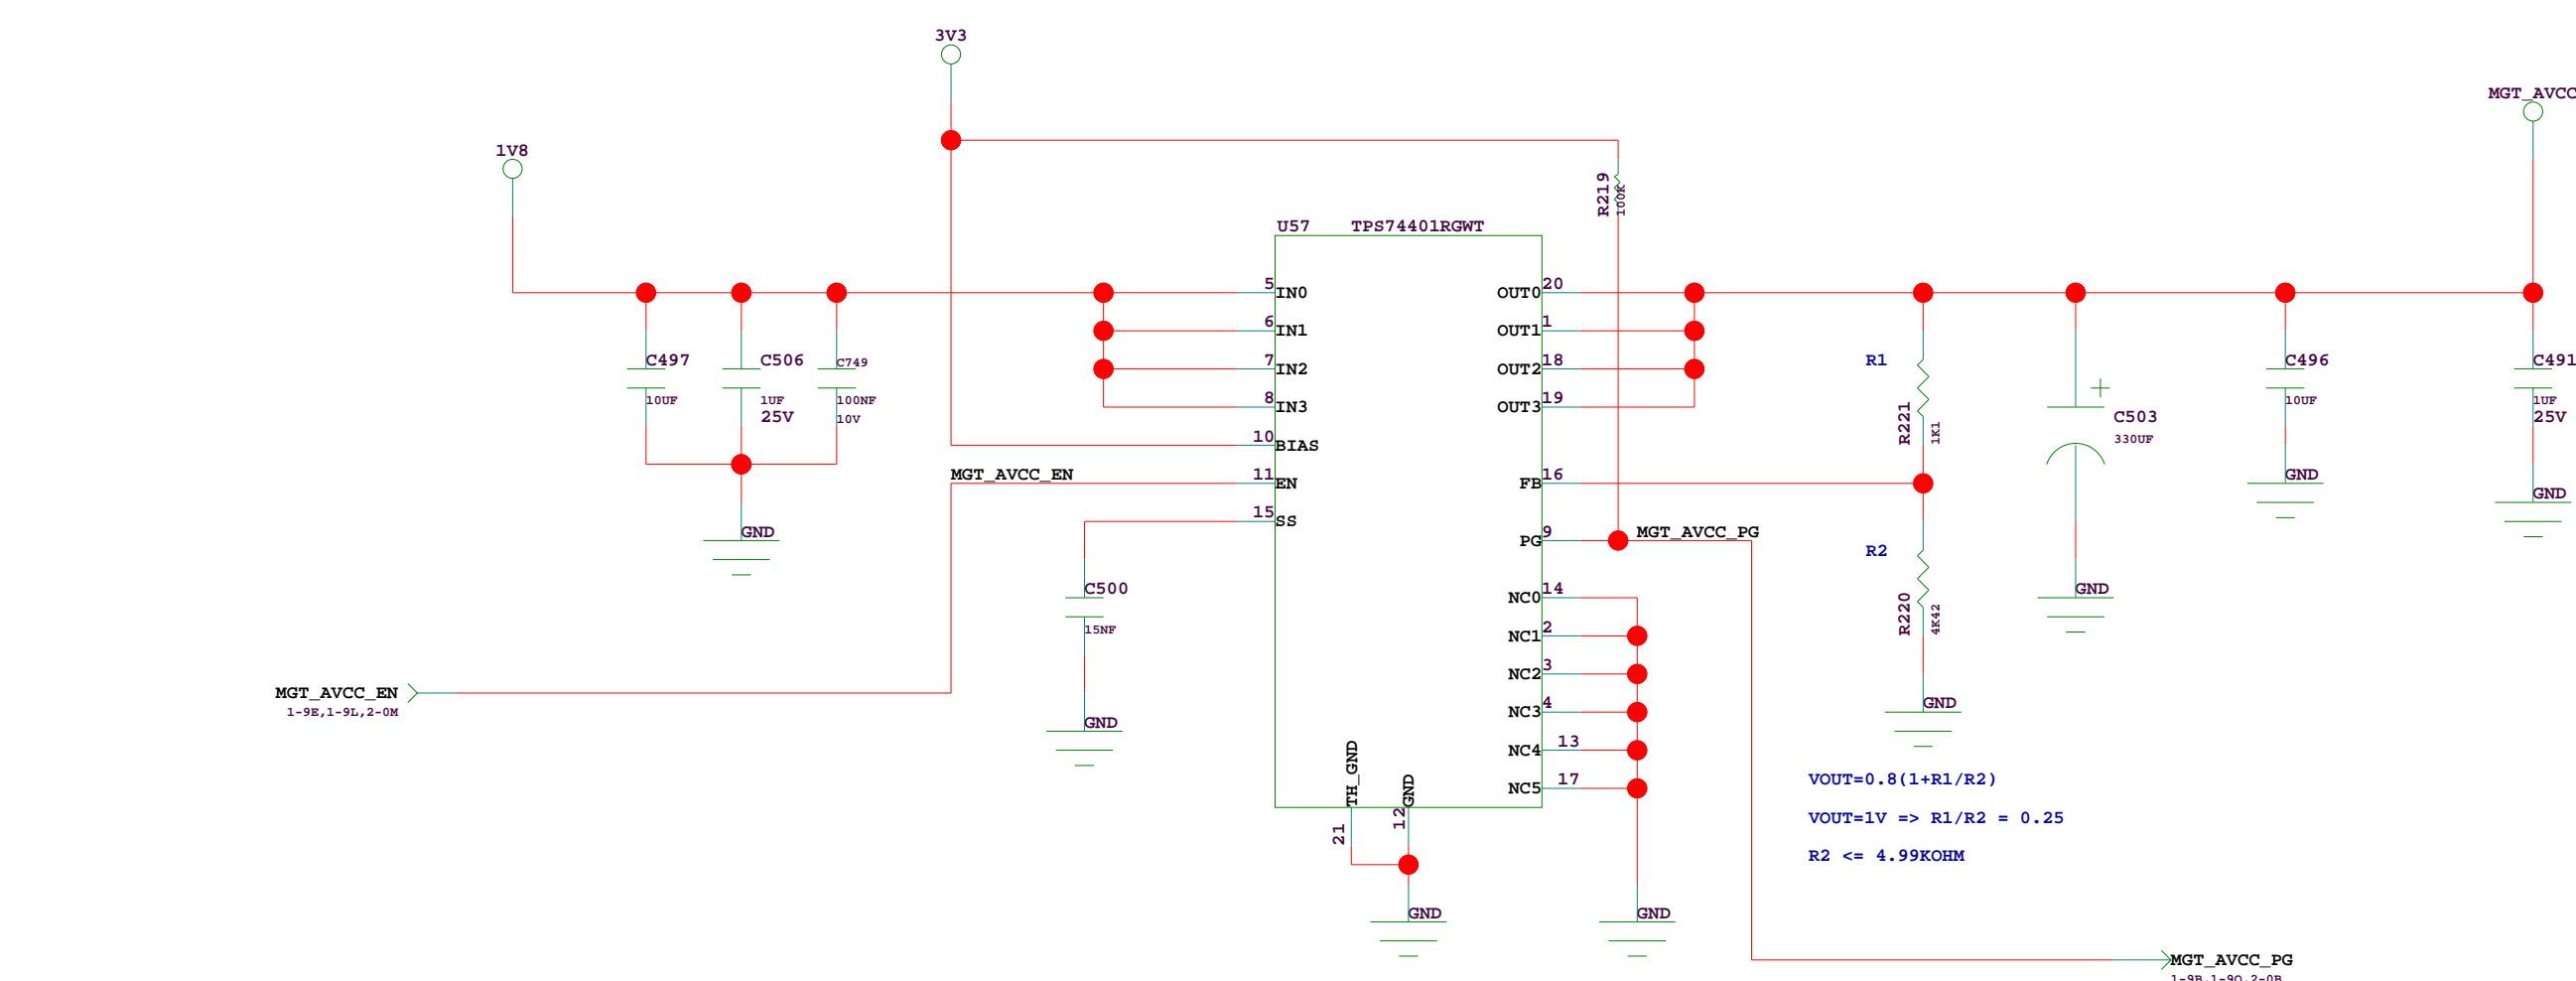 3V3
MGT_AVCC
1V8
R219
100K
U57 TPS74401RGWT
5 IN0
6 IN1
7 IN2
8 IN3
10 BIAS
11 EN
15 SS
OUT0 20
OUT1 1
OUT2 18
OUT3 19
FB 16
PG 9
NC0 14
NC1 2
NC2 3
NC3 4
NC4 13
NC5 17
TH_GND
21
GND
12
GND
GND
C497
10UF
C506
1UF
25V
C749
100NF
10V
GND
MGT_AVCC_EN
C500
15NF
GND
MGT_AVCC_EN
1-9E,1-9L,2-0M
MGT_AVCC_PG
R1
R221
1K1
R2
R220
4K42
GND
C503
330UF
GND
C496
10UF
GND
C491
1UF
25V
GND
VOUT=0.8(1+R1/R2)
VOUT=1V => R1/R2 = 0.25
R2 <= 4.99KOHM
MGT_AVCC_PG